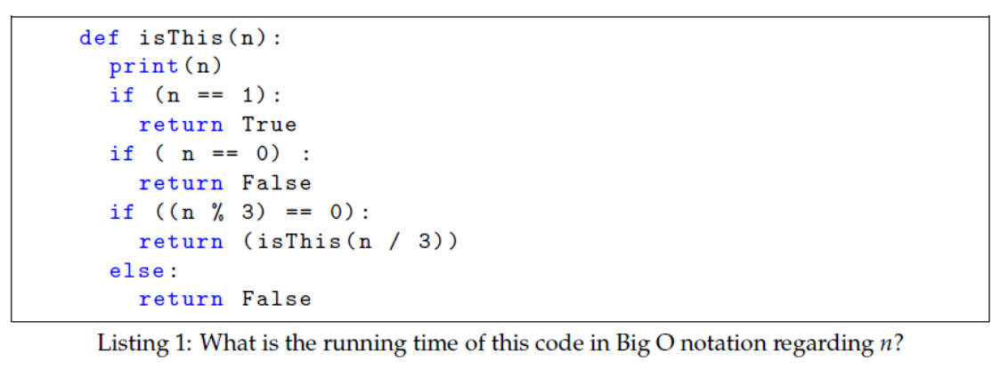 def isThis(n):
  print(n)
  if (n == 1):
    return True
  if ( n == 0) :
    return False
  if ((n % 3) == 0):
    return (isThis(n / 3))
  else:
    return False
Listing 1: What is the running time of this code in Big O notation regarding n?